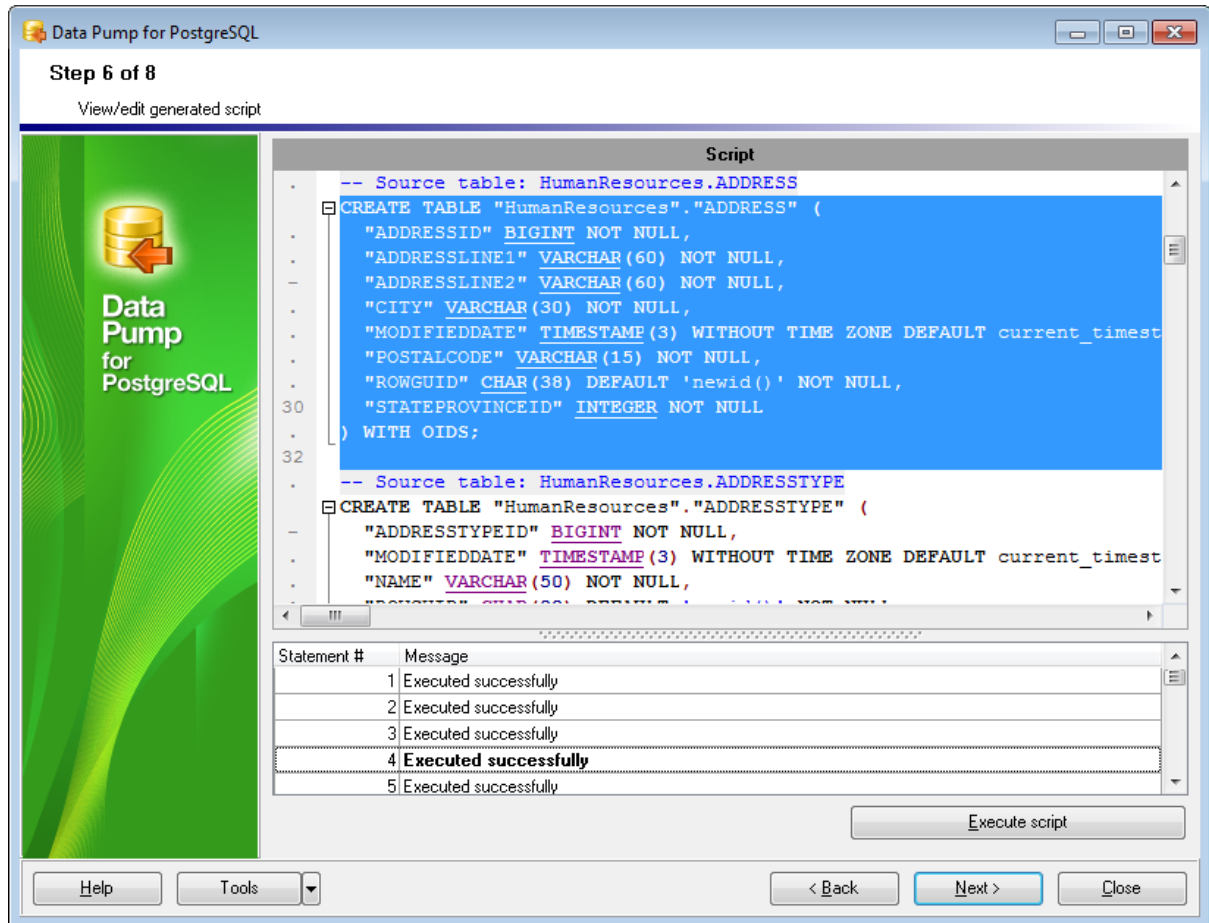 Data Pump for PostgreSQL
Step 6 of 8
View/edit generated script
Data
Pump
for
PostgreSQL
Script
-- Source table: HumanResources.ADDRESS
CREATE TABLE "HumanResources"."ADDRESS" (
"ADDRESSID" BIGINT NOT NULL,
"ADDRESSLINE1" VARCHAR(60) NOT NULL,
"ADDRESSLINE2" VARCHAR(60) NOT NULL,
"CITY" VARCHAR(30) NOT NULL,
"MODIFIEDDATE" TIMESTAMP(3) WITHOUT TIME ZONE DEFAULT current_timest
"POSTALCODE" VARCHAR(15) NOT NULL,
"ROWGUID" CHAR(38) DEFAULT 'newid()' NOT NULL,
30 "STATEPROVINCEID" INTEGER NOT NULL
) WITH OIDS;
32
-- Source table: HumanResources.ADDRESSTYPE
CREATE TABLE "HumanResources"."ADDRESSTYPE" (
"ADDRESSTYPEID" BIGINT NOT NULL,
"MODIFIEDDATE" TIMESTAMP(3) WITHOUT TIME ZONE DEFAULT current_timest
"NAME" VARCHAR(50) NOT NULL,
Statement # Message
1 Executed successfully
2 Executed successfully
3 Executed successfully
4 Executed successfully
5 Executed successfully
Execute script
Help Tools < Back Next > Close